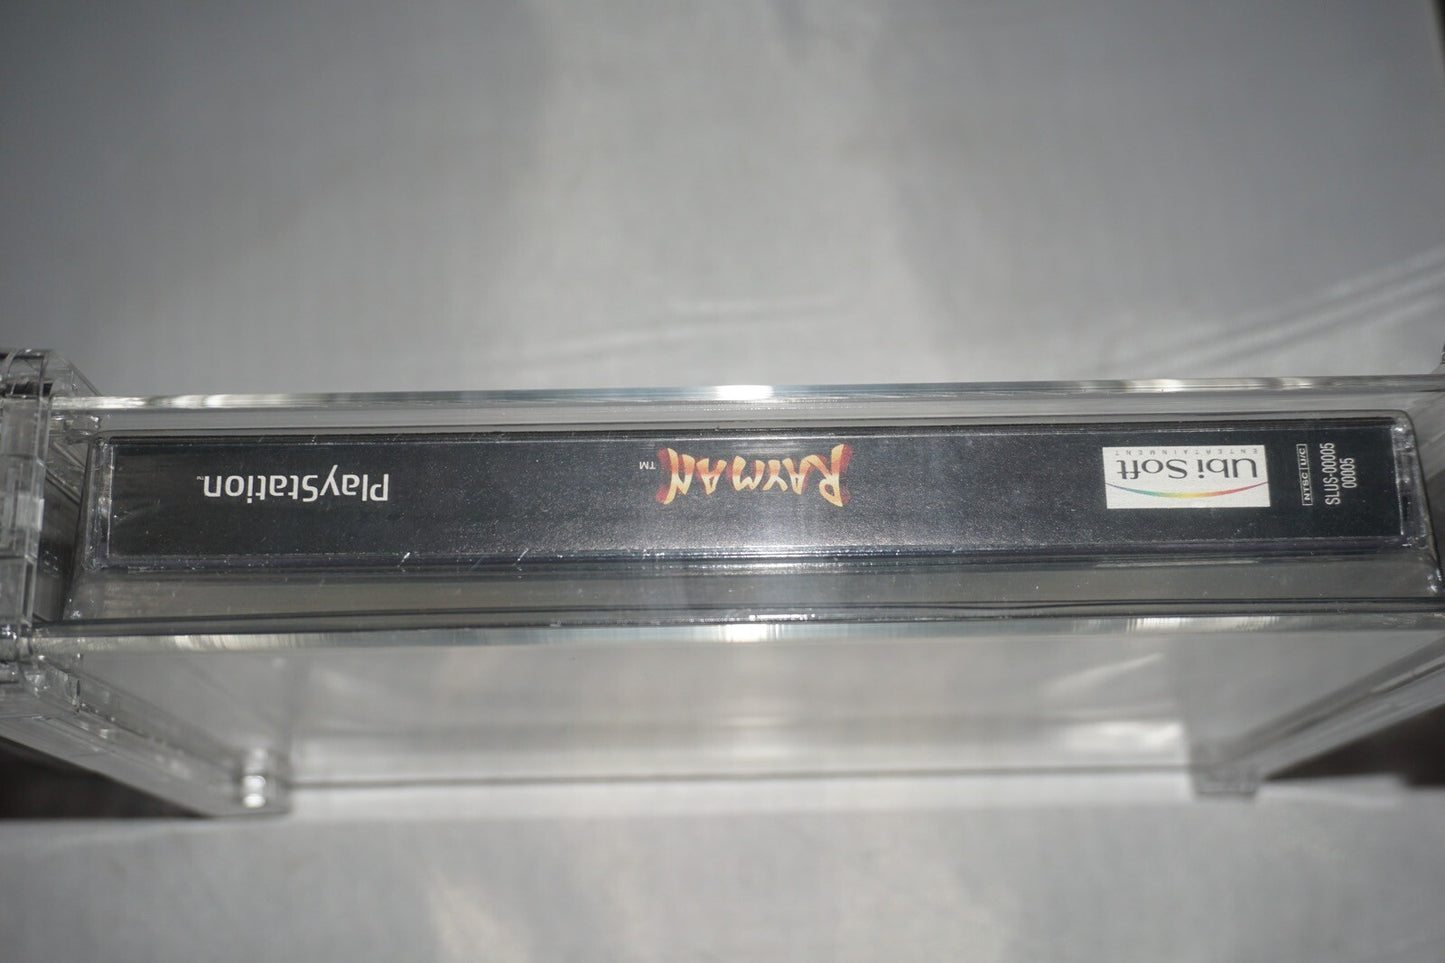 PlayStation
RAYMAN™
Ubi Soft
ENTERTAINMENT
NTSC U/C
SLUS-00005
00005